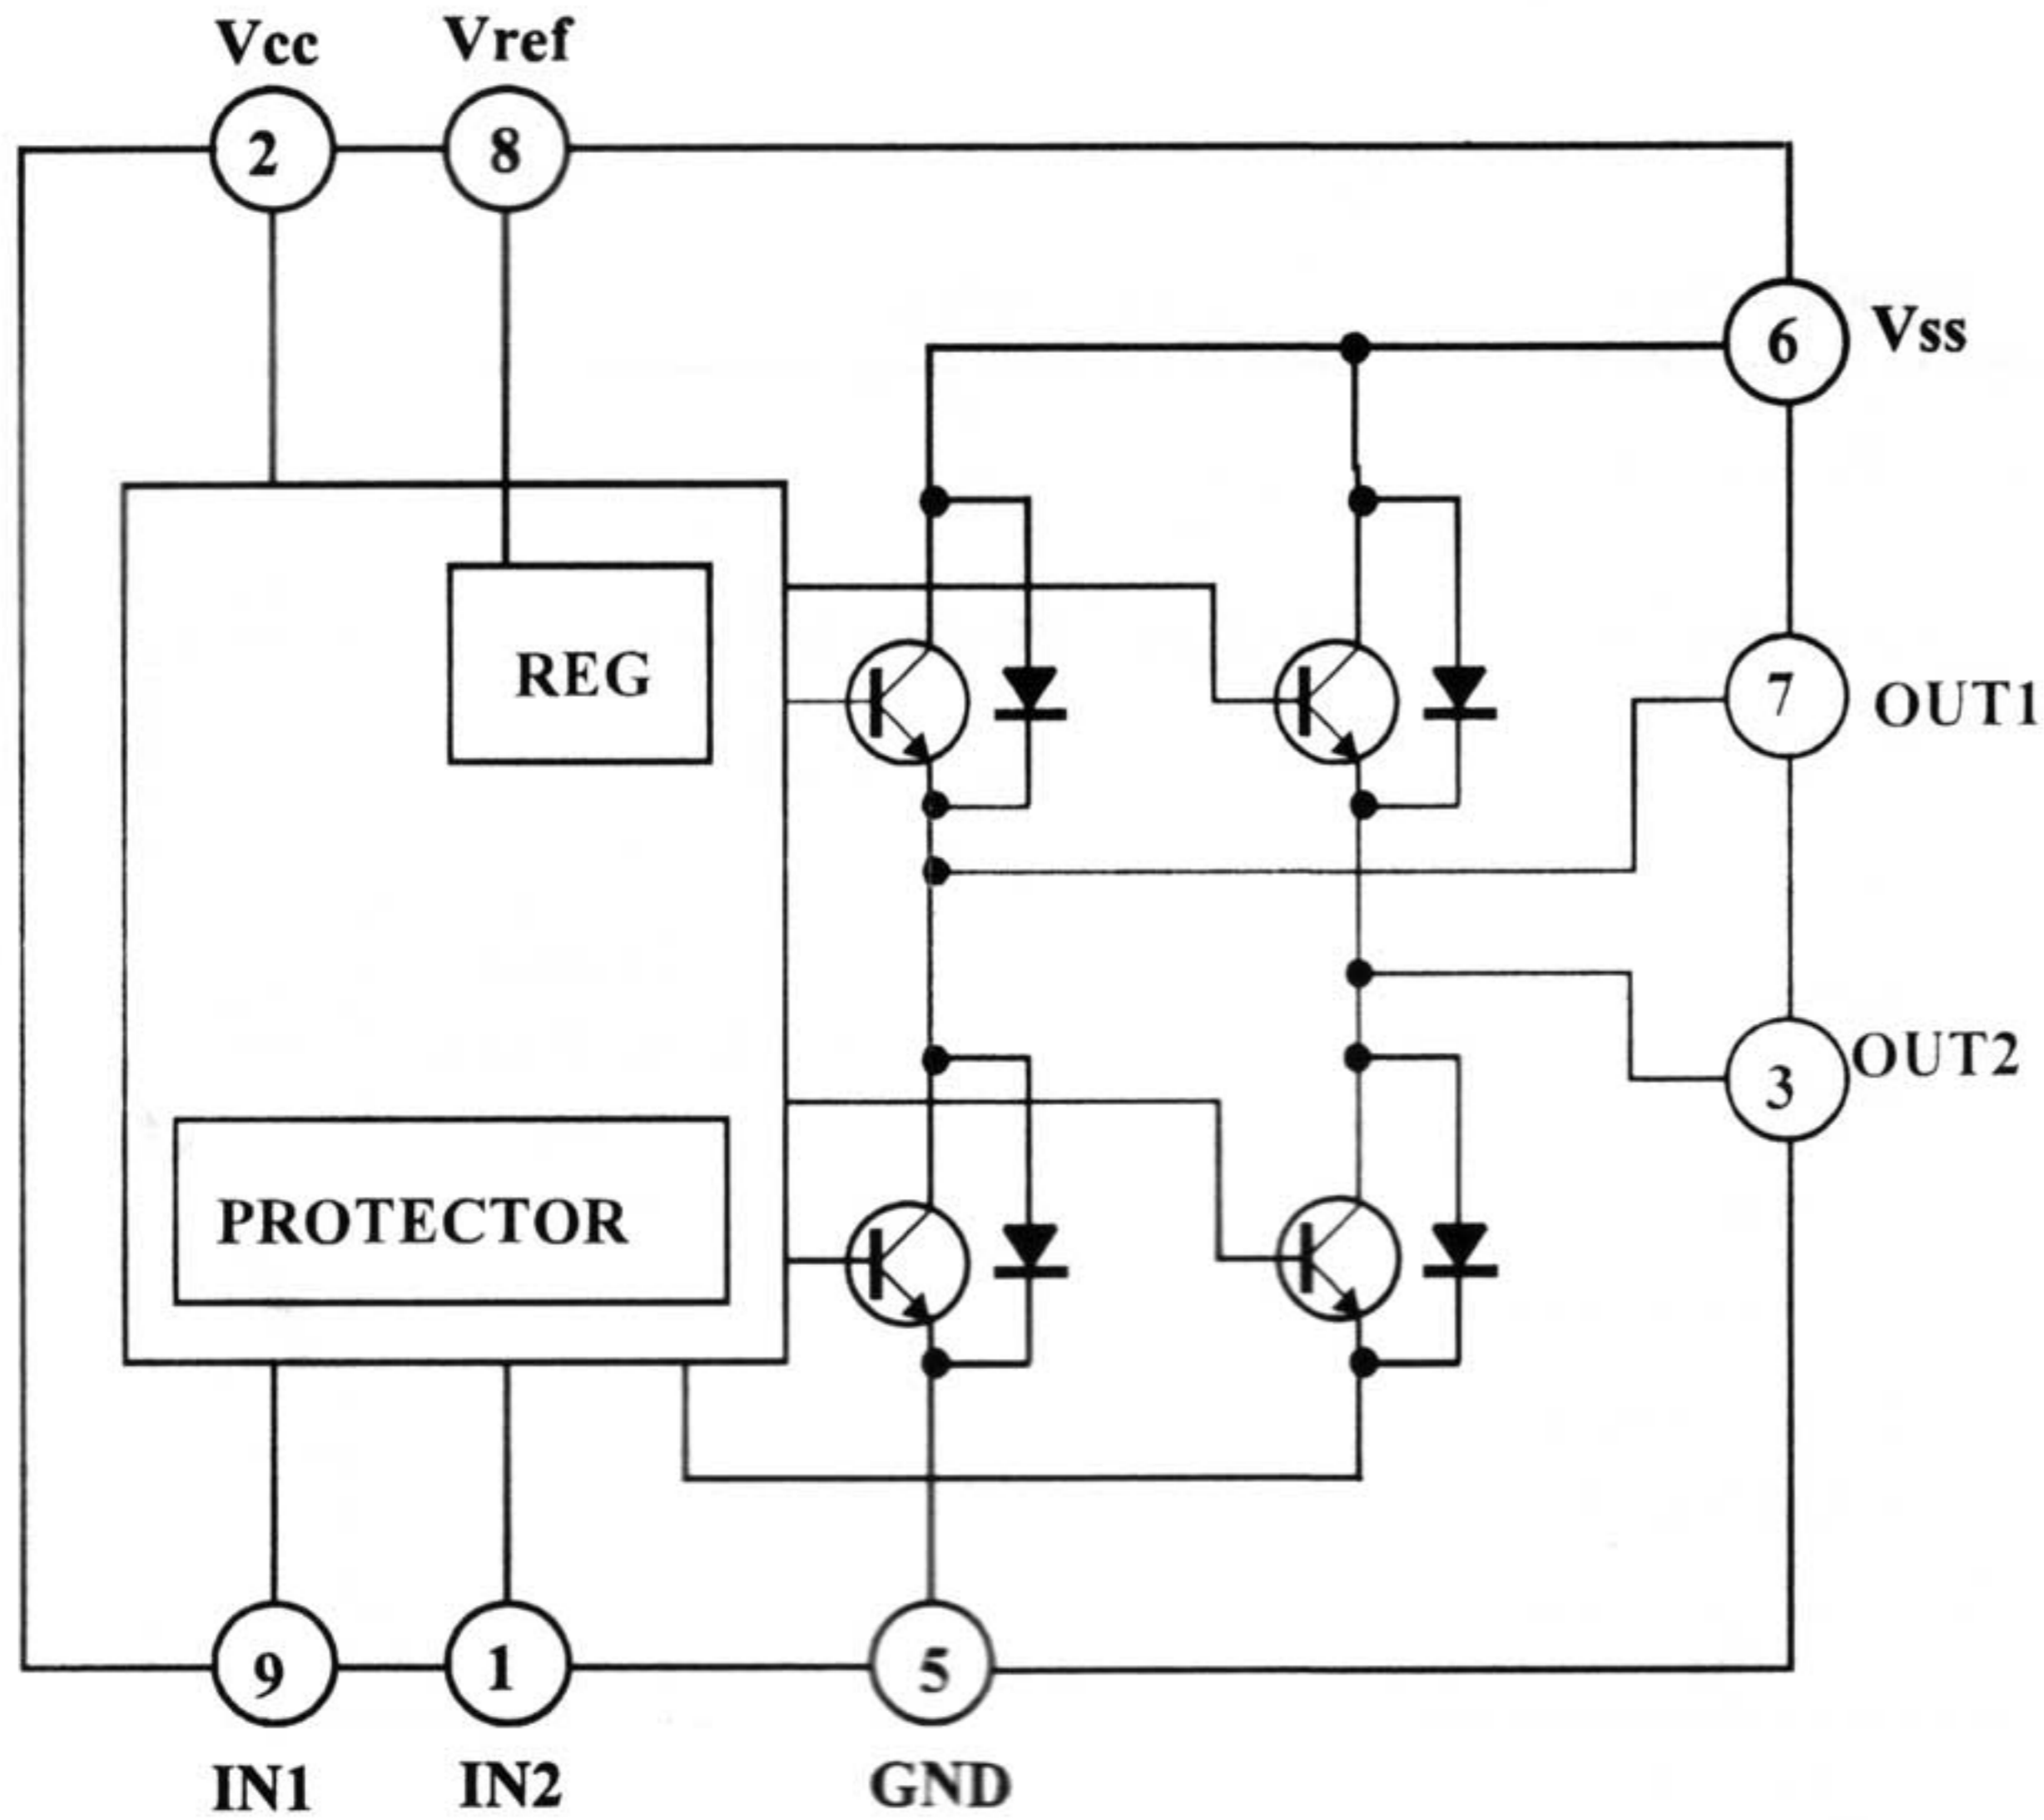 Vcc Vref
2 8
6 Vss
REG
7 OUT1
3 OUT2
PROTECTOR
9 1 5
IN1 IN2 GND